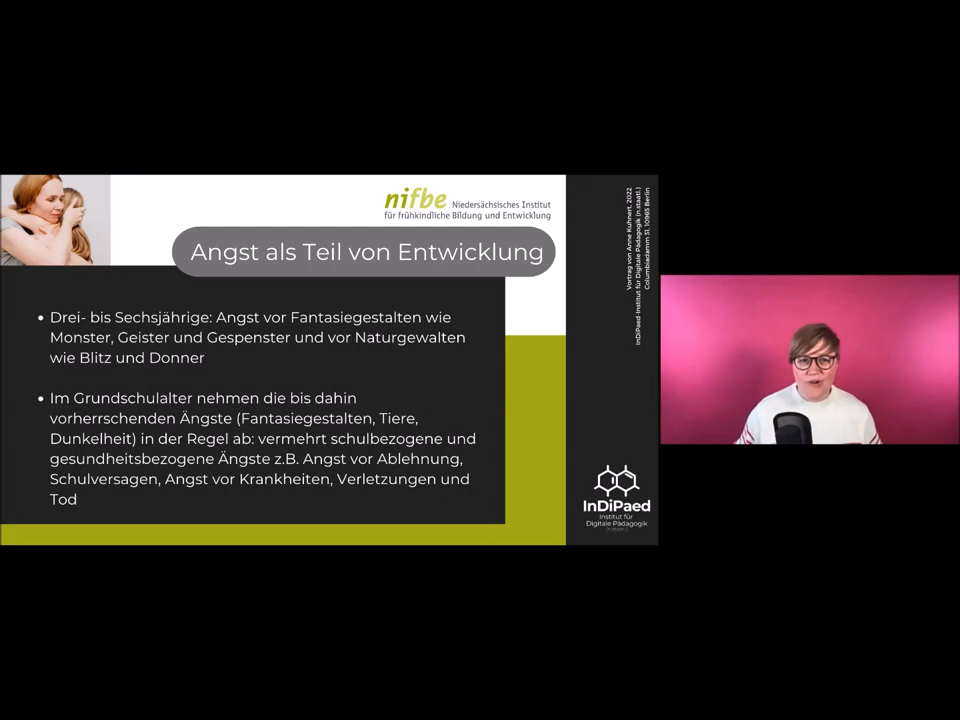 nifbe Niedersächsisches Institut
für frühkindliche Bildung und Entwicklung
Angst als Teil von Entwicklung
• Drei- bis Sechsjährige: Angst vor Fantasiegestalten wie
Monster, Geister und Gespenster und vor Naturgewalten
wie Blitz und Donner
• Im Grundschulalter nehmen die bis dahin
vorherrschenden Ängste (Fantasiegestalten, Tiere,
Dunkelheit) in der Regel ab: vermehrt schulbezogene und
gesundheitsbezogene Ängste z.B. Angst vor Ablehnung,
Schulversagen, Angst vor Krankheiten, Verletzungen und
Tod
Vortrag von Anne Kuhnert, 2022
InDiPaed-Institut für Digitale Pädagogik (n.staatl.)
Columbiadamm 31, 10965 Berlin
InDiPaed
Institut für
Digitale Pädagogik